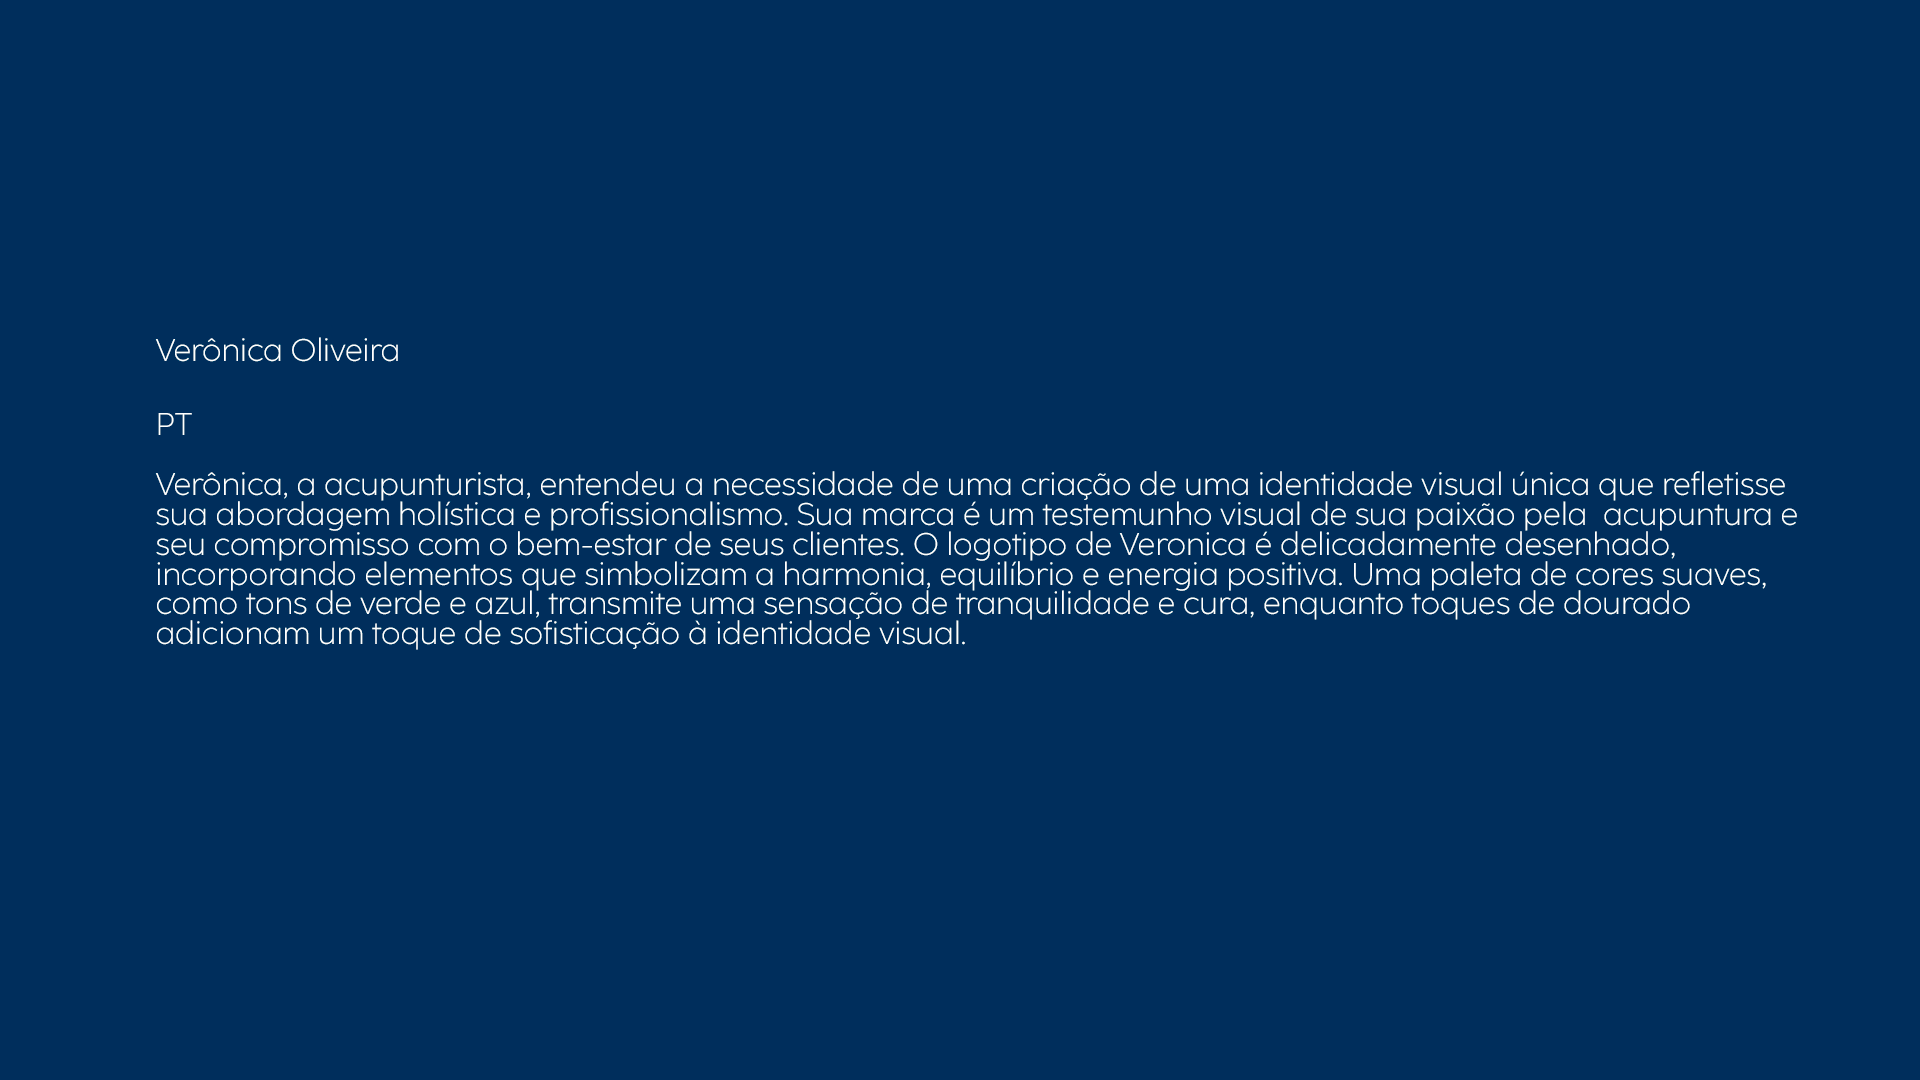 Verônica Oliveira
PT
Verônica, a acupunturista, entendeu a necessidade de uma criação de uma identidade visual única que refletisse
sua abordagem holística e profissionalismo. Sua marca é um testemunho visual de sua paixão pela  acupuntura e
seu compromisso com o bem-estar de seus clientes. O logotipo de Veronica é delicadamente desenhado,
incorporando elementos que simbolizam a harmonia, equilíbrio e energia positiva. Uma paleta de cores suaves,
como tons de verde e azul, transmite uma sensação de tranquilidade e cura, enquanto toques de dourado
adicionam um toque de sofisticação à identidade visual.